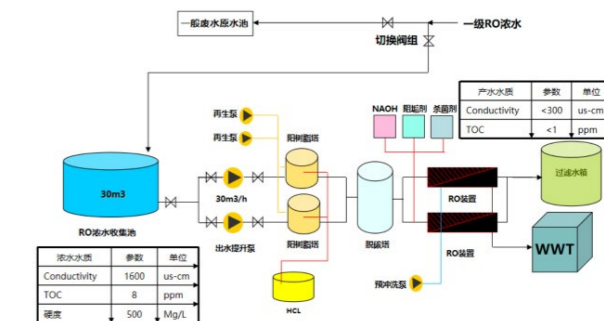 一般废水原水池
一级RO浓水
切换阀组
产水水质 参数 单位
Conductivity <300 us-cm
TOC <1 ppm
NAOH 阻垢剂 杀菌剂
再生泵
再生泵
阳树脂塔
30m3
30m3/h
RO装置
过滤水箱
RO浓水收集池
出水提升泵
阳树脂塔
脱碳塔
RO装置
WWT
浓水水质 参数 单位
Conductivity 1600 us-cm
TOC 8 ppm
硬度 500 Mg/L
HCL
预冲洗泵